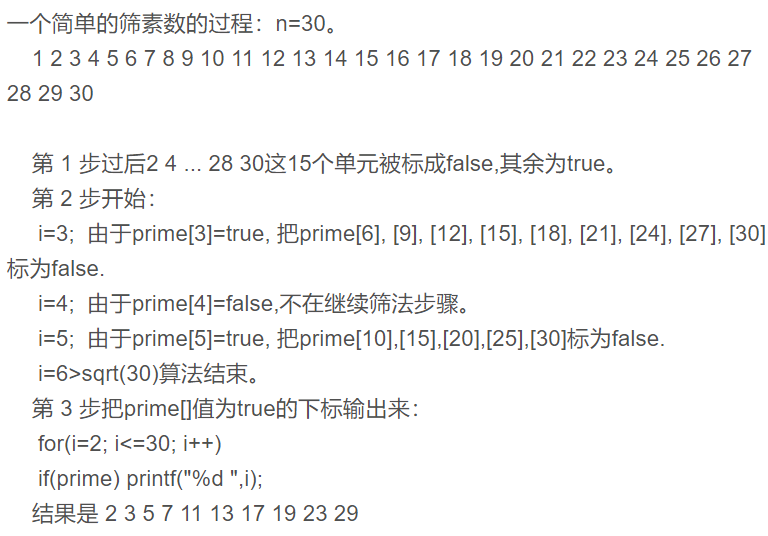 一个简单的筛素数的过程：n=30。
1 2 3 4 5 6 7 8 9 10 11 12 13 14 15 16 17 18 19 20 21 22 23 24 25 26 27
28 29 30
第 1 步过后2 4 ... 28 30这15个单元被标成false,其余为true。
第 2 步开始：
i=3; 由于prime[3]=true, 把prime[6], [9], [12], [15], [18], [21], [24], [27], [30]
标为false.
i=4; 由于prime[4]=false,不在继续筛法步骤。
i=5; 由于prime[5]=true, 把prime[10],[15],[20],[25],[30]标为false.
i=6>sqrt(30)算法结束。
第 3 步把prime[]值为true的下标输出来：
for(i=2; i<=30; i++)
if(prime) printf("%d ",i);
结果是 2 3 5 7 11 13 17 19 23 29